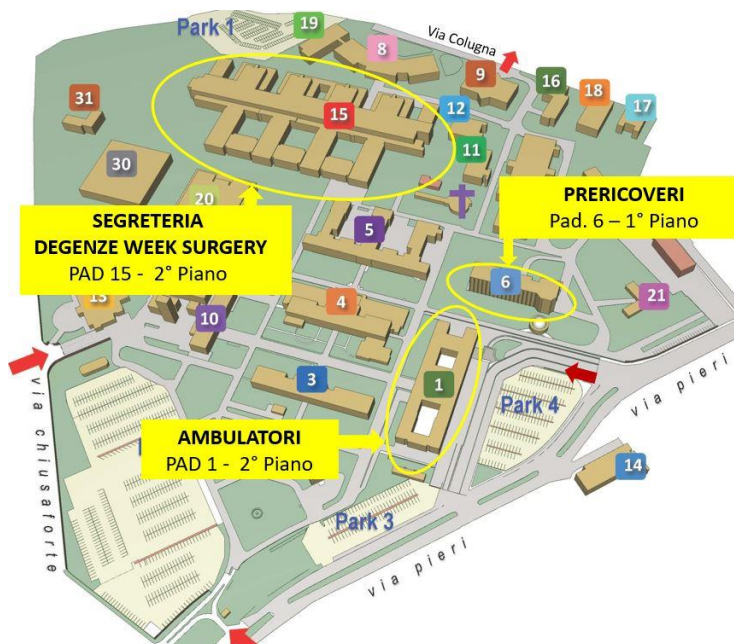 Park 1
19
8
Via Colugna
9
16
18
17
31
15
12
11
30
20
SEGRETERIA
DEGENZE WEEK SURGERY
PAD 15 - 2° Piano
5
PRERICOVERI
Pad. 6 – 1° Piano
6
21
13
10
4
3
1
Park 4
via pieri
via chiusaforte
AMBULATORI
PAD 1 - 2° Piano
14
Park 3
via pieri